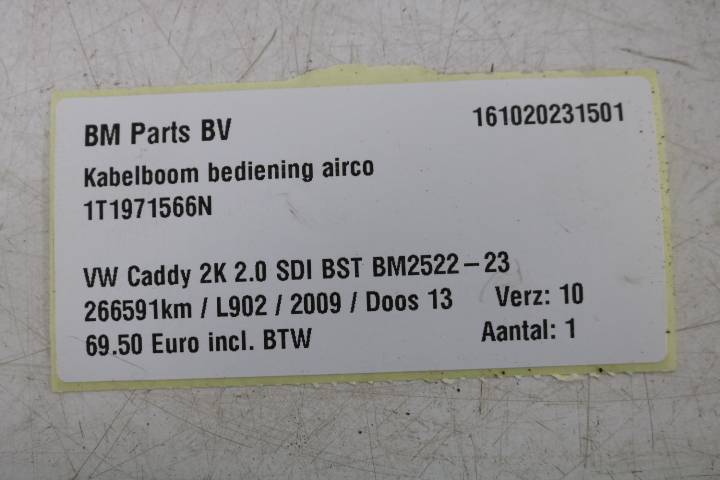 BM Parts BV 161020231501
Kabelboom bediening airco
1T1971566N
VW Caddy 2K 2.0 SDI BST BM2522-23
266591km / L902 / 2009 / Doos 13 Verz: 10
69.50 Euro incl. BTW Aantal: 1